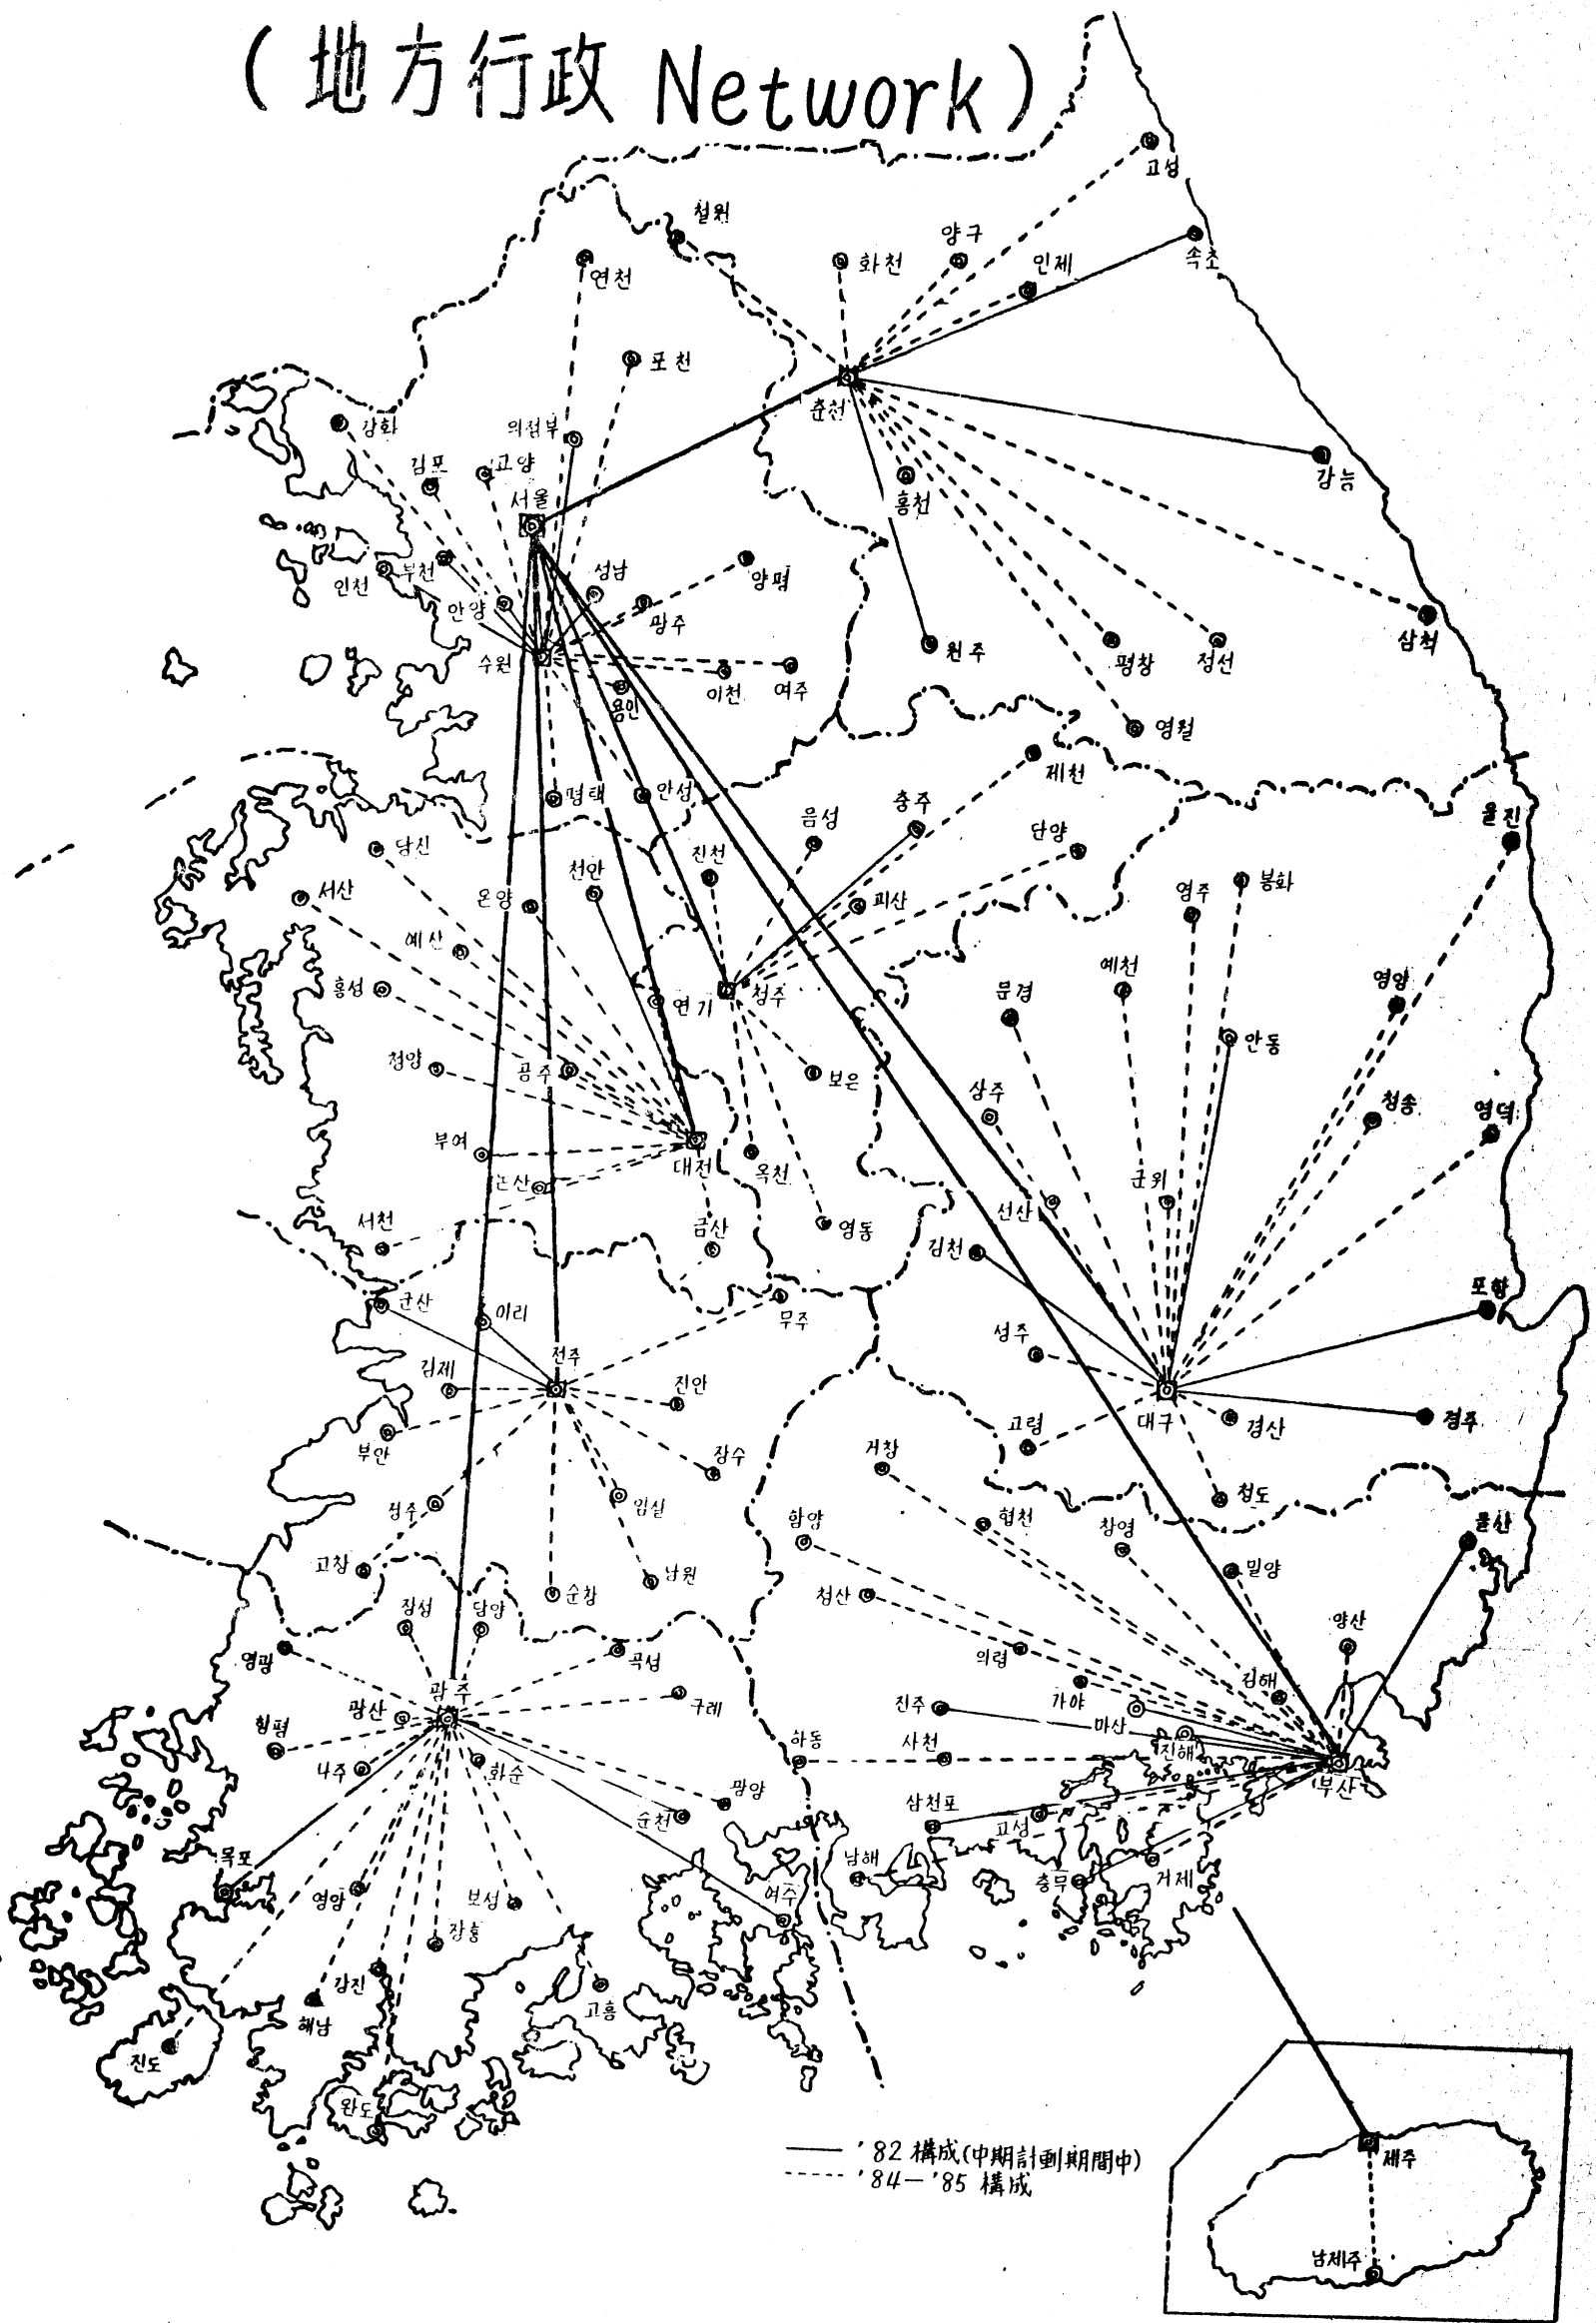 (地方行政 Network)
고성
철원
양구
속초
연천
화천
인제
포천
춘천
강화
의정부
김포
고양
강능
서울
홍천
인천
부천
성남
양평
안양
광주
수원
원주
평창
정선
삼척
이천
여주
용인
영월
제천
평택
안성
음성
충주
단양
울진
당진
진천
천안
서산
온양
괴산
영주
봉화
예산
홍성
연기
청주
문경
예천
영양
안동
청양
공주
보은
상주
청송
영덕
부여
대전
옥천
논산
군위
선산
서천
금산
영동
김천
군산
이리
무주
포항
전주
성주
김제
진안
대구
경산
경주
부안
고령
장수
거창
정주
임실
청도
함양
협천
창영
울산
고창
순창
남원
밀양
청산
장성
담양
양산
영광
곡성
의령
김해
광주
광산
구례
진주
가야
마산
함평
하동
사천
진해
나주
화순
부산
광양
순천
삼천포
고성
목포
남해
충무
거제
영암
보성
여수
장흥
강진
고흥
해남
진도
완도
'82 構成(中期計劃期間中)
'84-'85 構成
제주
남제주